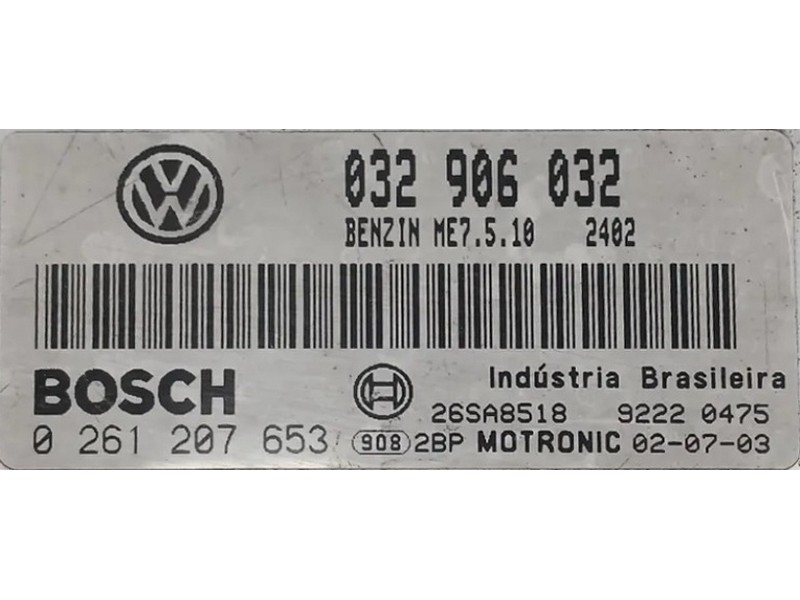 032 906 032
BENZIN ME7.5.10 2402
BOSCH
Indústria Brasileira
26SA8518 9222 0475
0 261 207 653 908 2BP MOTRONIC 02-07-03